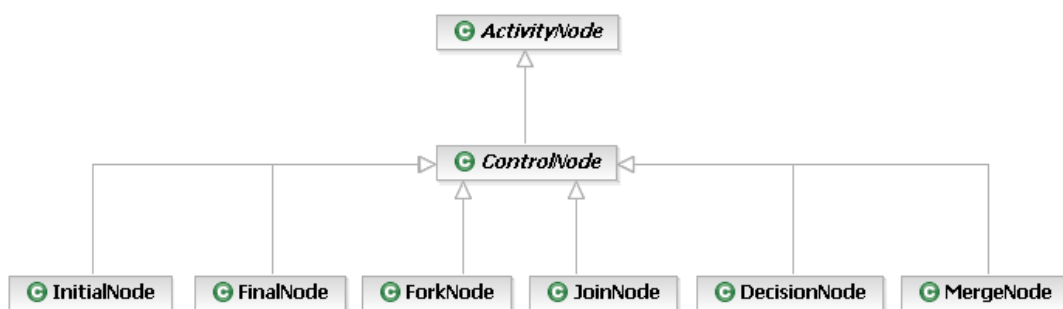 ActivityNode
ControlNode
InitialNode
FinalNode
ForkNode
JoinNode
DecisionNode
MergeNode